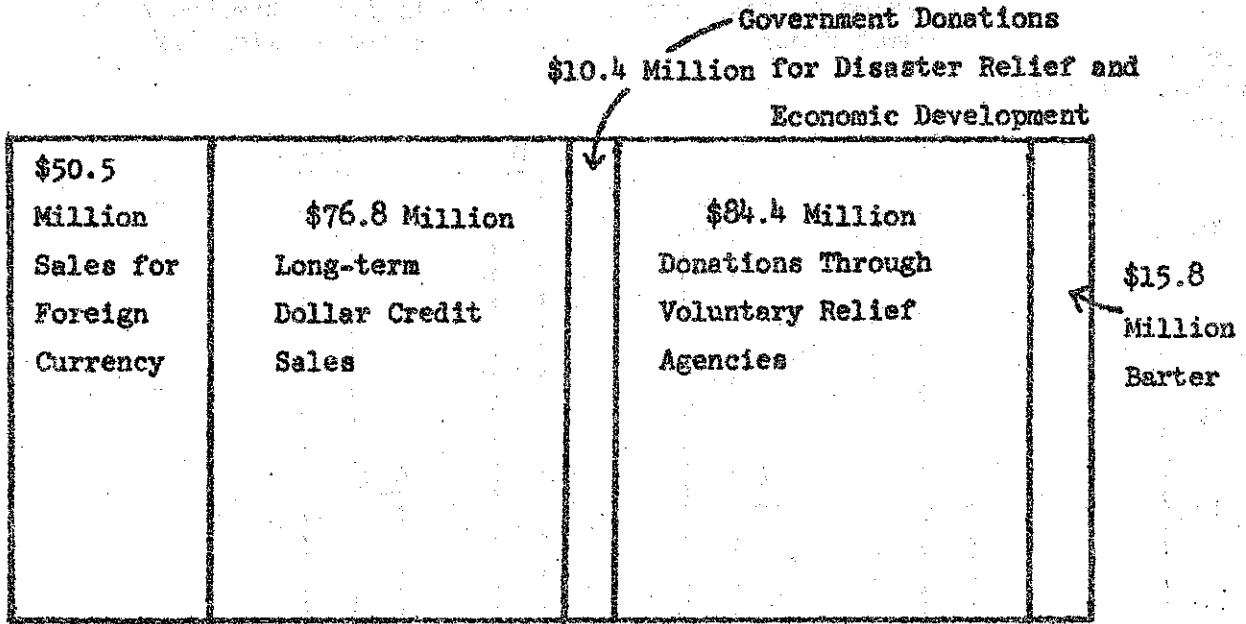 Government Donations
$10.4 Million for Disaster Relief and
Economic Development
$50.5
Million
Sales for
Foreign
Currency
$76.8 Million
Long-term
Dollar Credit
Sales
$84.4 Million
Donations Through
Voluntary Relief
Agencies
$15.8
Million
Barter